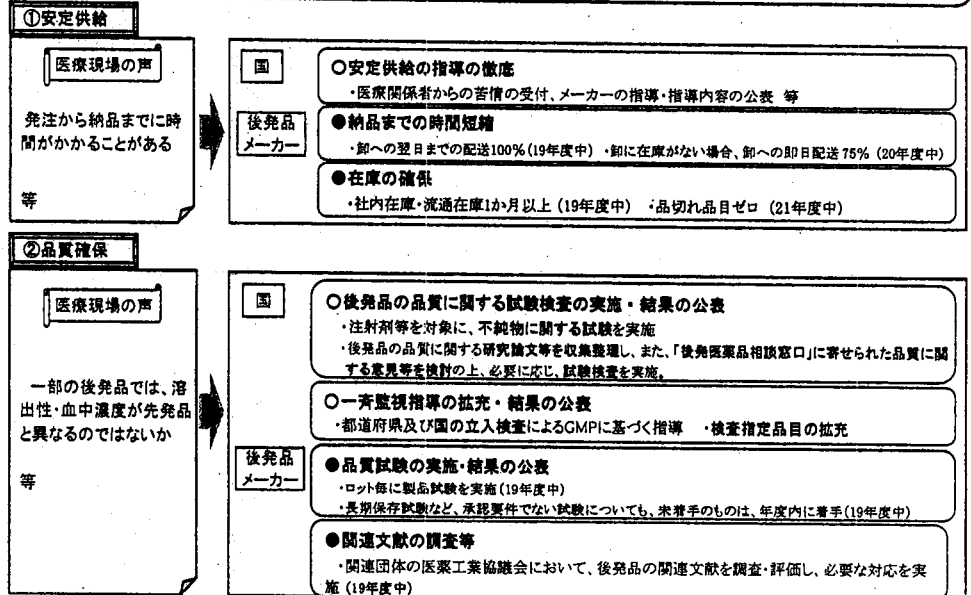 ①安定供給
医療現場の声
発注から納品までに時
間がかかることがある
等
国
○安定供給の指導の徹底
・医療関係者からの苦情の受付、メーカーの指導・指導内容の公表 等
後発品
メーカー
●納品までの時間短縮
・卸への翌日までの配送100%(19年度中) ・卸に在庫がない場合、卸への即日配送75% (20年度中)
●在庫の確保
・社内在庫・流通在庫1か月以上 (19年度中) ・品切れ品目ゼロ (21年度中)
②品質確保
医療現場の声
一部の後発品では、溶
出性・血中濃度が先発品
と異なるのではないか
等
国
○後発品の品質に関する試験検査の実施・結果の公表
・注射剤等を対象に、不純物に関する試験を実施
・後発品の品質に関する研究論文等を収集整理し、また、「後発医薬品相談窓口」に寄せられた品質に関
する意見等を検討の上、必要に応じ、試験検査を実施。
○一斉監視指導の拡充・結果の公表
・都道府県及び国の立入検査によるGMPに基づく指導 ・検査指定品目の拡充
後発品
メーカー
●品質試験の実施・結果の公表
・ロット毎に製品試験を実施(19年度中)
・長期保存試験など、承認要件でない試験についても、未着手のものは、年度内に着手(19年度中)
●関連文献の調査等
・関連団体の医薬工業協議会において、後発品の関連文献を調査・評価し、必要な対応を実
施 (19年度中)